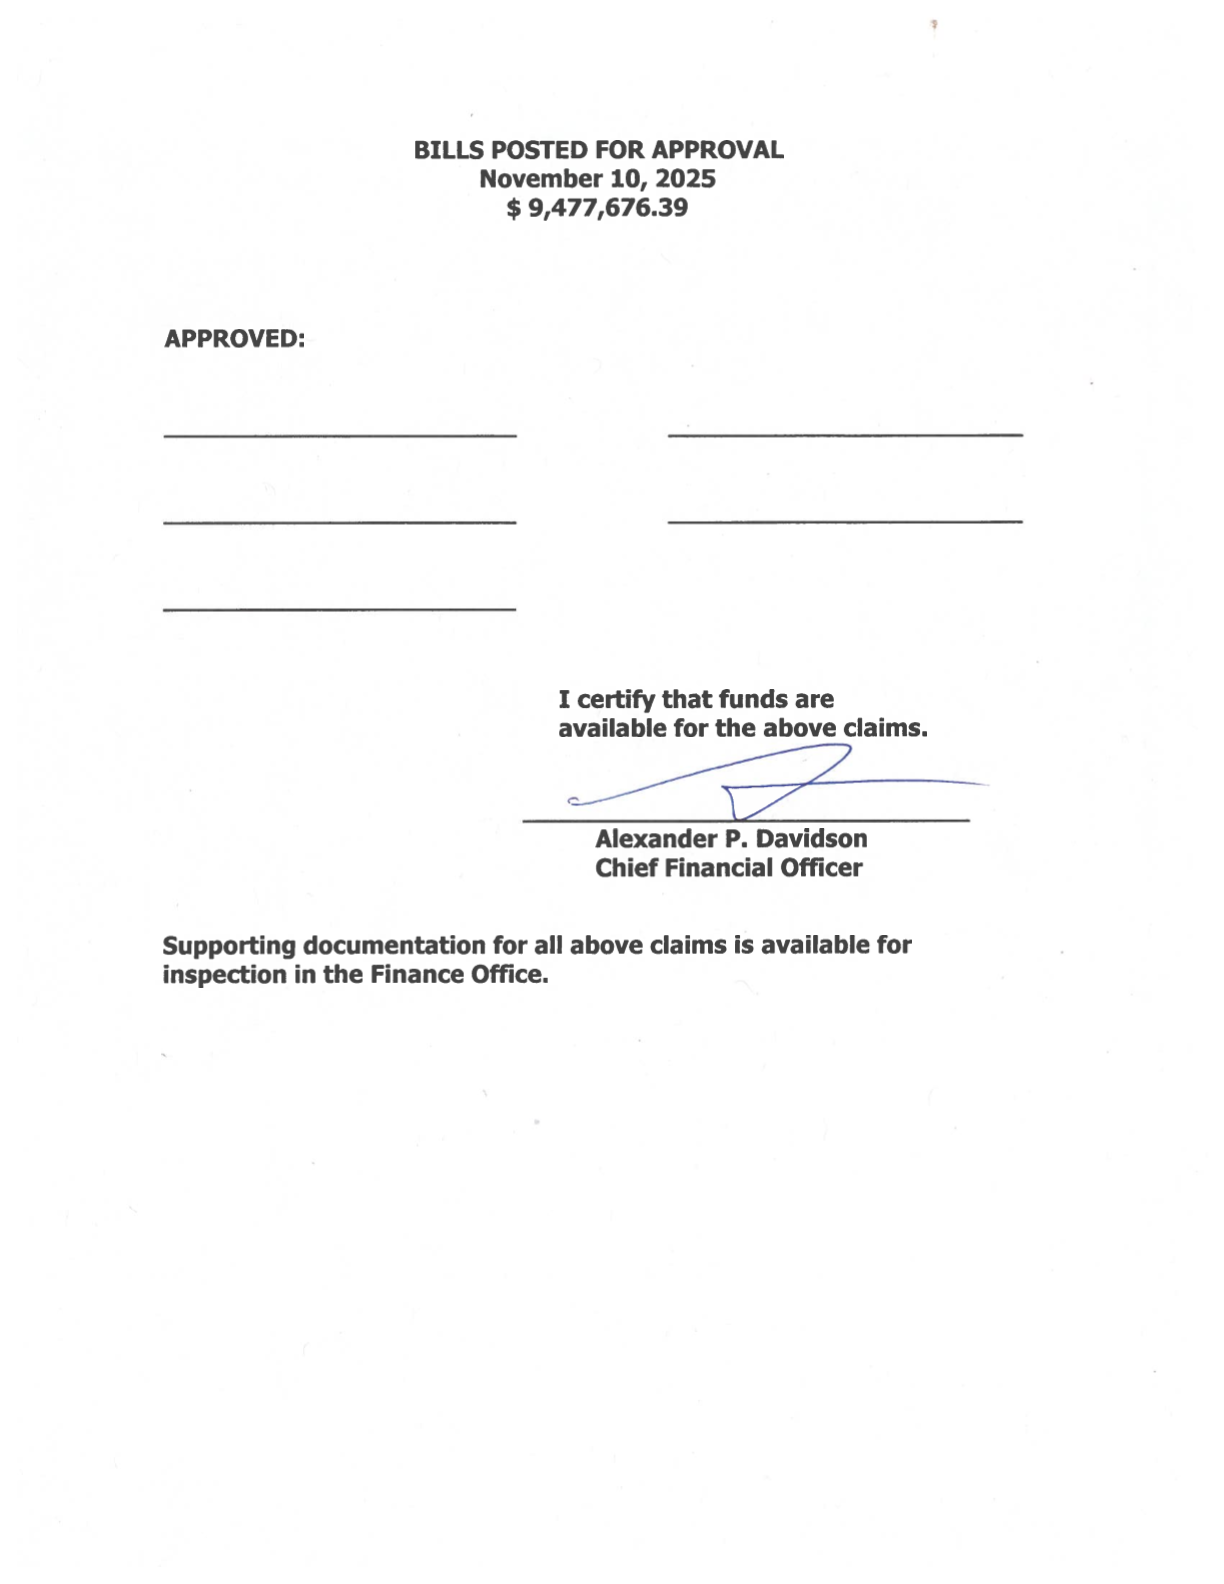 BILLS POSTED FOR APPROVAL
November 10, 2025
$ 9,477,676.39
APPROVED:
I certify that funds are
available for the above claims.
Alexander P. Davidson
Chief Financial Officer
Supporting documentation for all above claims is available for
inspection in the Finance Office.